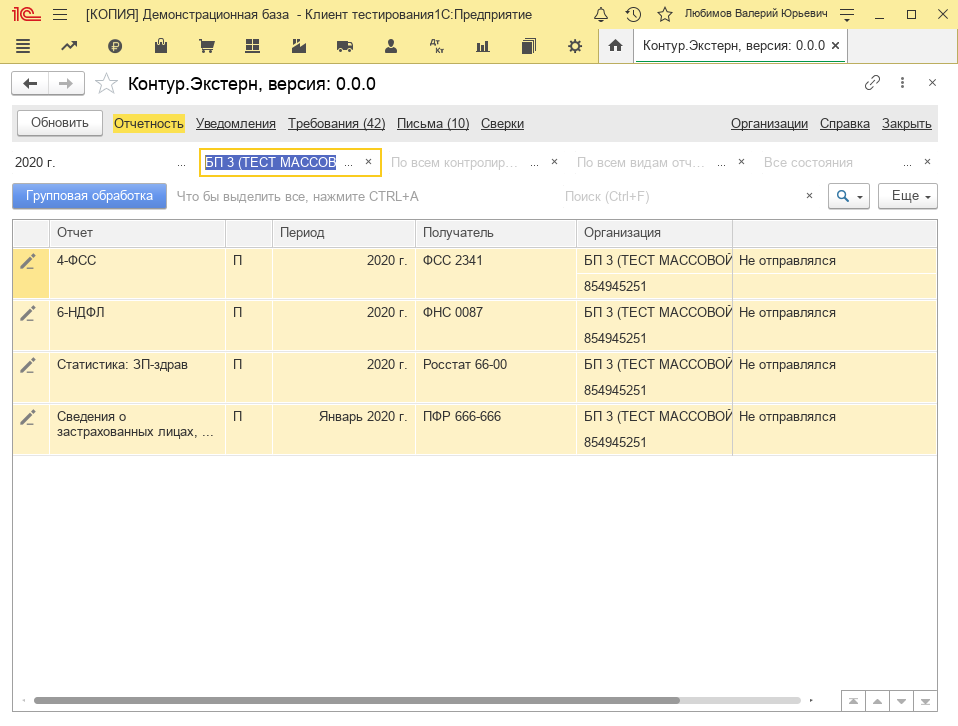 [КОПИЯ] Демонстрационная база - Клиент тестирования1С:Предприятие
Любимов Валерий Юрьевич
Дт Кт
Контур.Экстерн, версия: 0.0.0 ×
Контур.Экстерн, версия: 0.0.0
Обновить Отчетность Уведомления Требования (42) Письма (10) Сверки Организации Справка Закрыть
2020 г. ... БП 3 (ТЕСТ МАССОВ ... × По всем контролир... ... × По всем видам отч... ... × Все состояния ... ×
Групповая обработка Что бы выделить все, нажмите CTRL+A Поиск (Ctrl+F) × Еще
Отчет Период Получатель Организация
4-ФСС П 2020 г. ФСС 2341 БП 3 (ТЕСТ МАССОВОЙ Не отправлялся
854945251
6-НДФЛ П 2020 г. ФНС 0087 БП 3 (ТЕСТ МАССОВОЙ Не отправлялся
854945251
Статистика: ЗП-здрав П 2020 г. Росстат 66-00 БП 3 (ТЕСТ МАССОВОЙ Не отправлялся
854945251
Сведения о П Январь 2020 г. ПФР 666-666 БП 3 (ТЕСТ МАССОВОЙ Не отправлялся
застрахованных лицах, ...
854945251